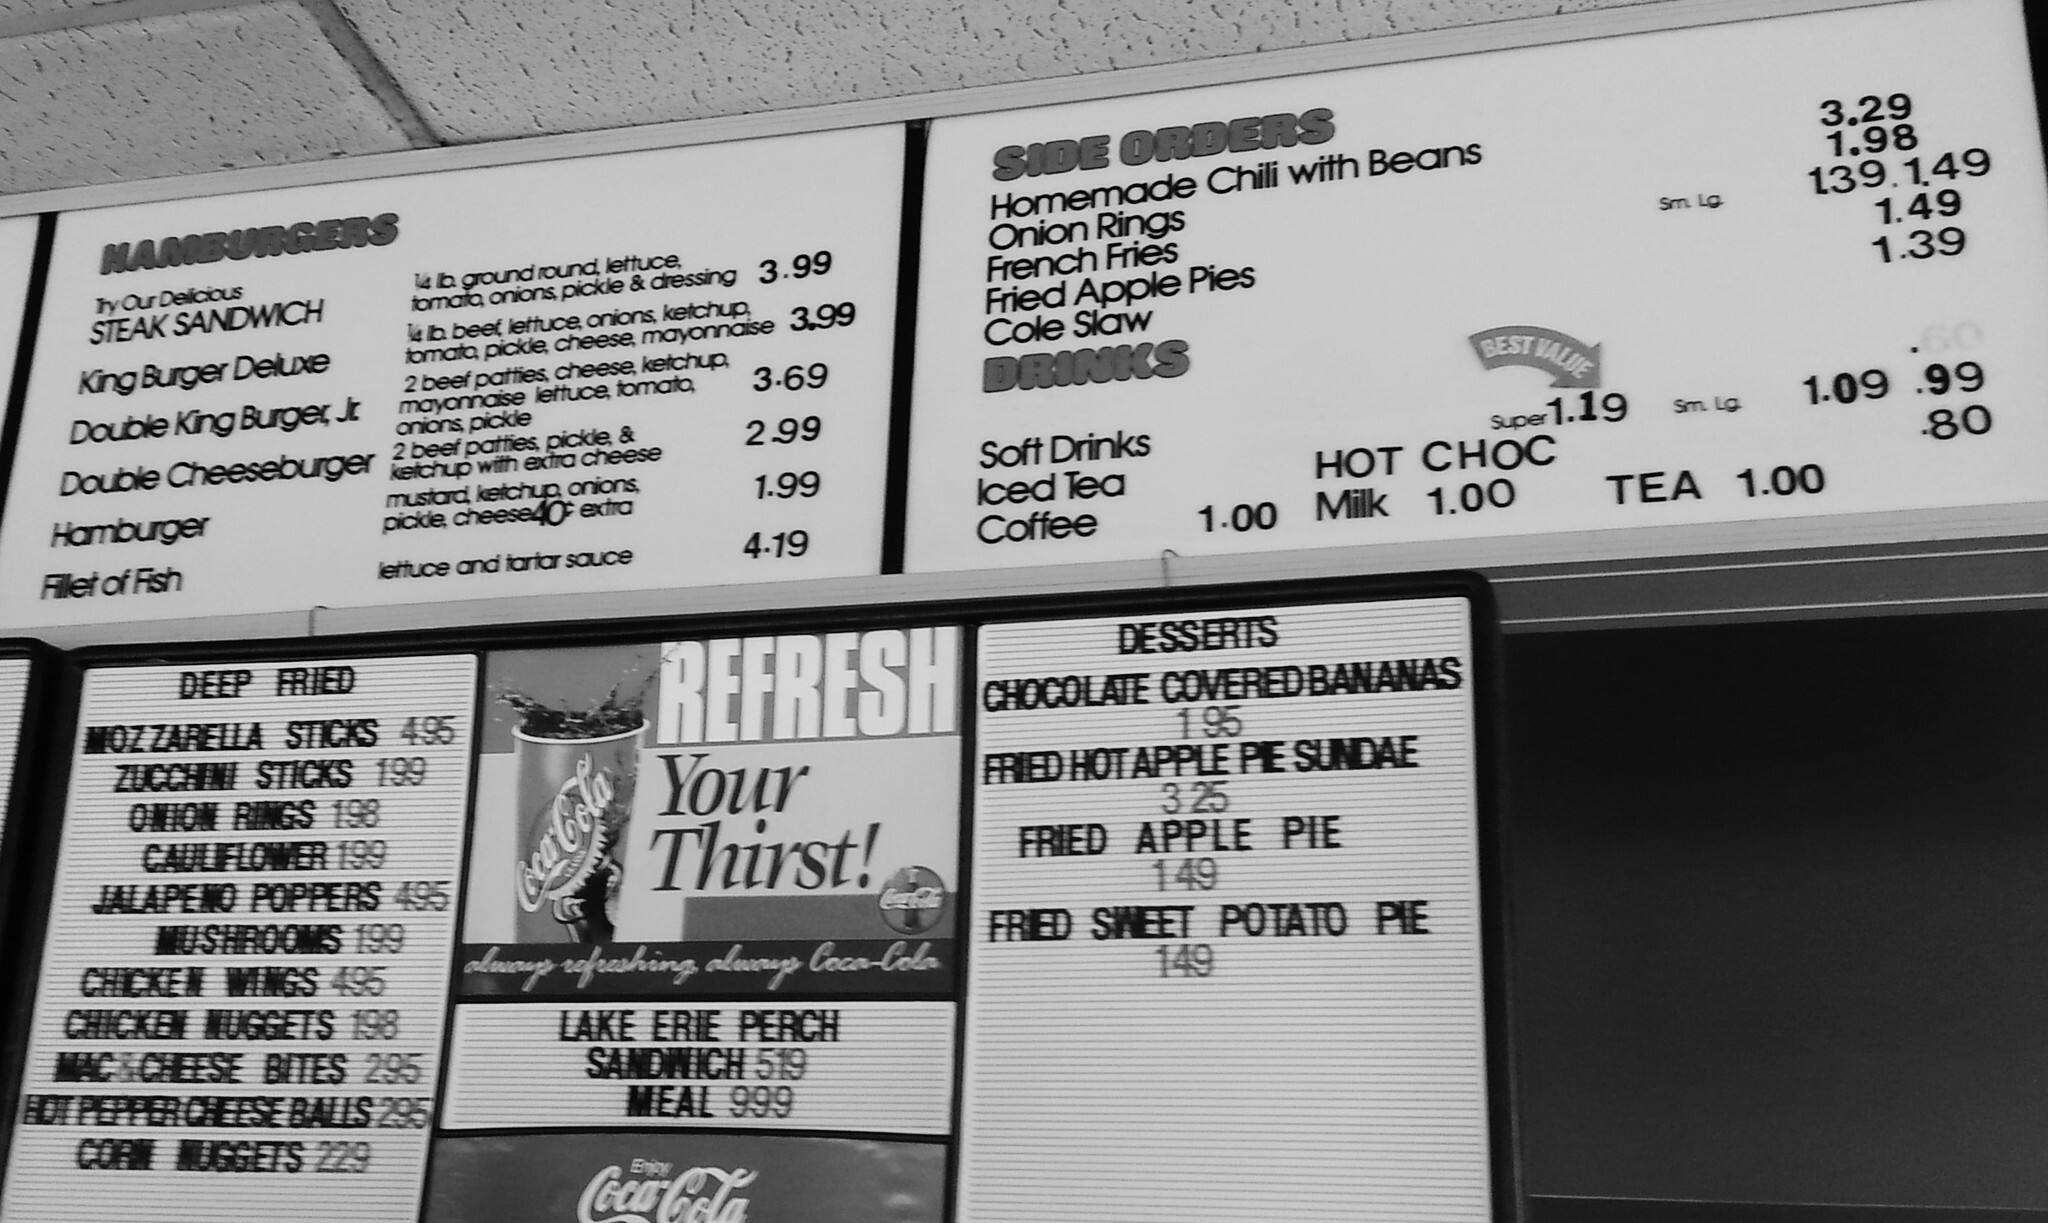 HAMBURGERS
Try Our Delicious
STEAK SANDWICH
¼ lb. ground round, lettuce,
tomato, onions, pickle & dressing 3.99
King Burger Deluxe
¼ lb. beef, lettuce, onions, ketchup,
tomato, pickle, cheese, mayonnaise 3.99
Double King Burger, Jr.
2 beef patties, cheese, ketchup,
mayonnaise lettuce, tomato, 3.69
onions, pickle
Double Cheeseburger
2 beef patties, pickle, & 2.99
ketchup with extra cheese
Hamburger
mustard, ketchup, onions, 1.99
pickle, cheese 40¢ extra
Fillet of Fish
lettuce and tartar sauce 4.19
SIDE ORDERS
Homemade Chili with Beans 3.29
Onion Rings 1.98
French Fries Sm. Lg. 1.39 1.49
Fried Apple Pies 1.49
Cole Slaw 1.39
DRINKS
BEST VALUE
.60
Soft Drinks Super 1.19 Sm. Lg. 1.09 .99
Iced Tea HOT CHOC .80
Coffee 1.00 Milk 1.00 TEA 1.00
DEEP FRIED
MOZZARELLA STICKS 495
ZUCCHINI STICKS 199
ONION RINGS 198
CAULIFLOWER 199
JALAPENO POPPERS 495
MUSHROOMS 199
CHICKEN WINGS 495
CHICKEN NUGGETS 198
MAC&CHEESE BITES 295
HOT PEPPER CHEESE BALLS 295
CORN NUGGETS 229
REFRESH
Your
Thirst!
Coca-Cola
Coca-Cola
always refreshing, always Coca-Cola
LAKE ERIE PERCH
SANDWICH 519
MEAL 999
Enjoy
Coca-Cola
DESSERTS
CHOCOLATE COVERED BANANAS
1 95
FRIED HOT APPLE PIE SUNDAE
3 25
FRIED APPLE PIE
149
FRIED SWEET POTATO PIE
149